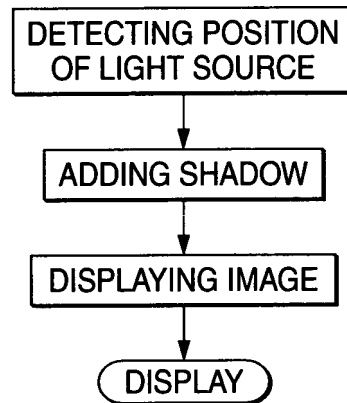 DETECTING POSITION
OF LIGHT SOURCE
ADDING SHADOW
DISPLAYING IMAGE
DISPLAY